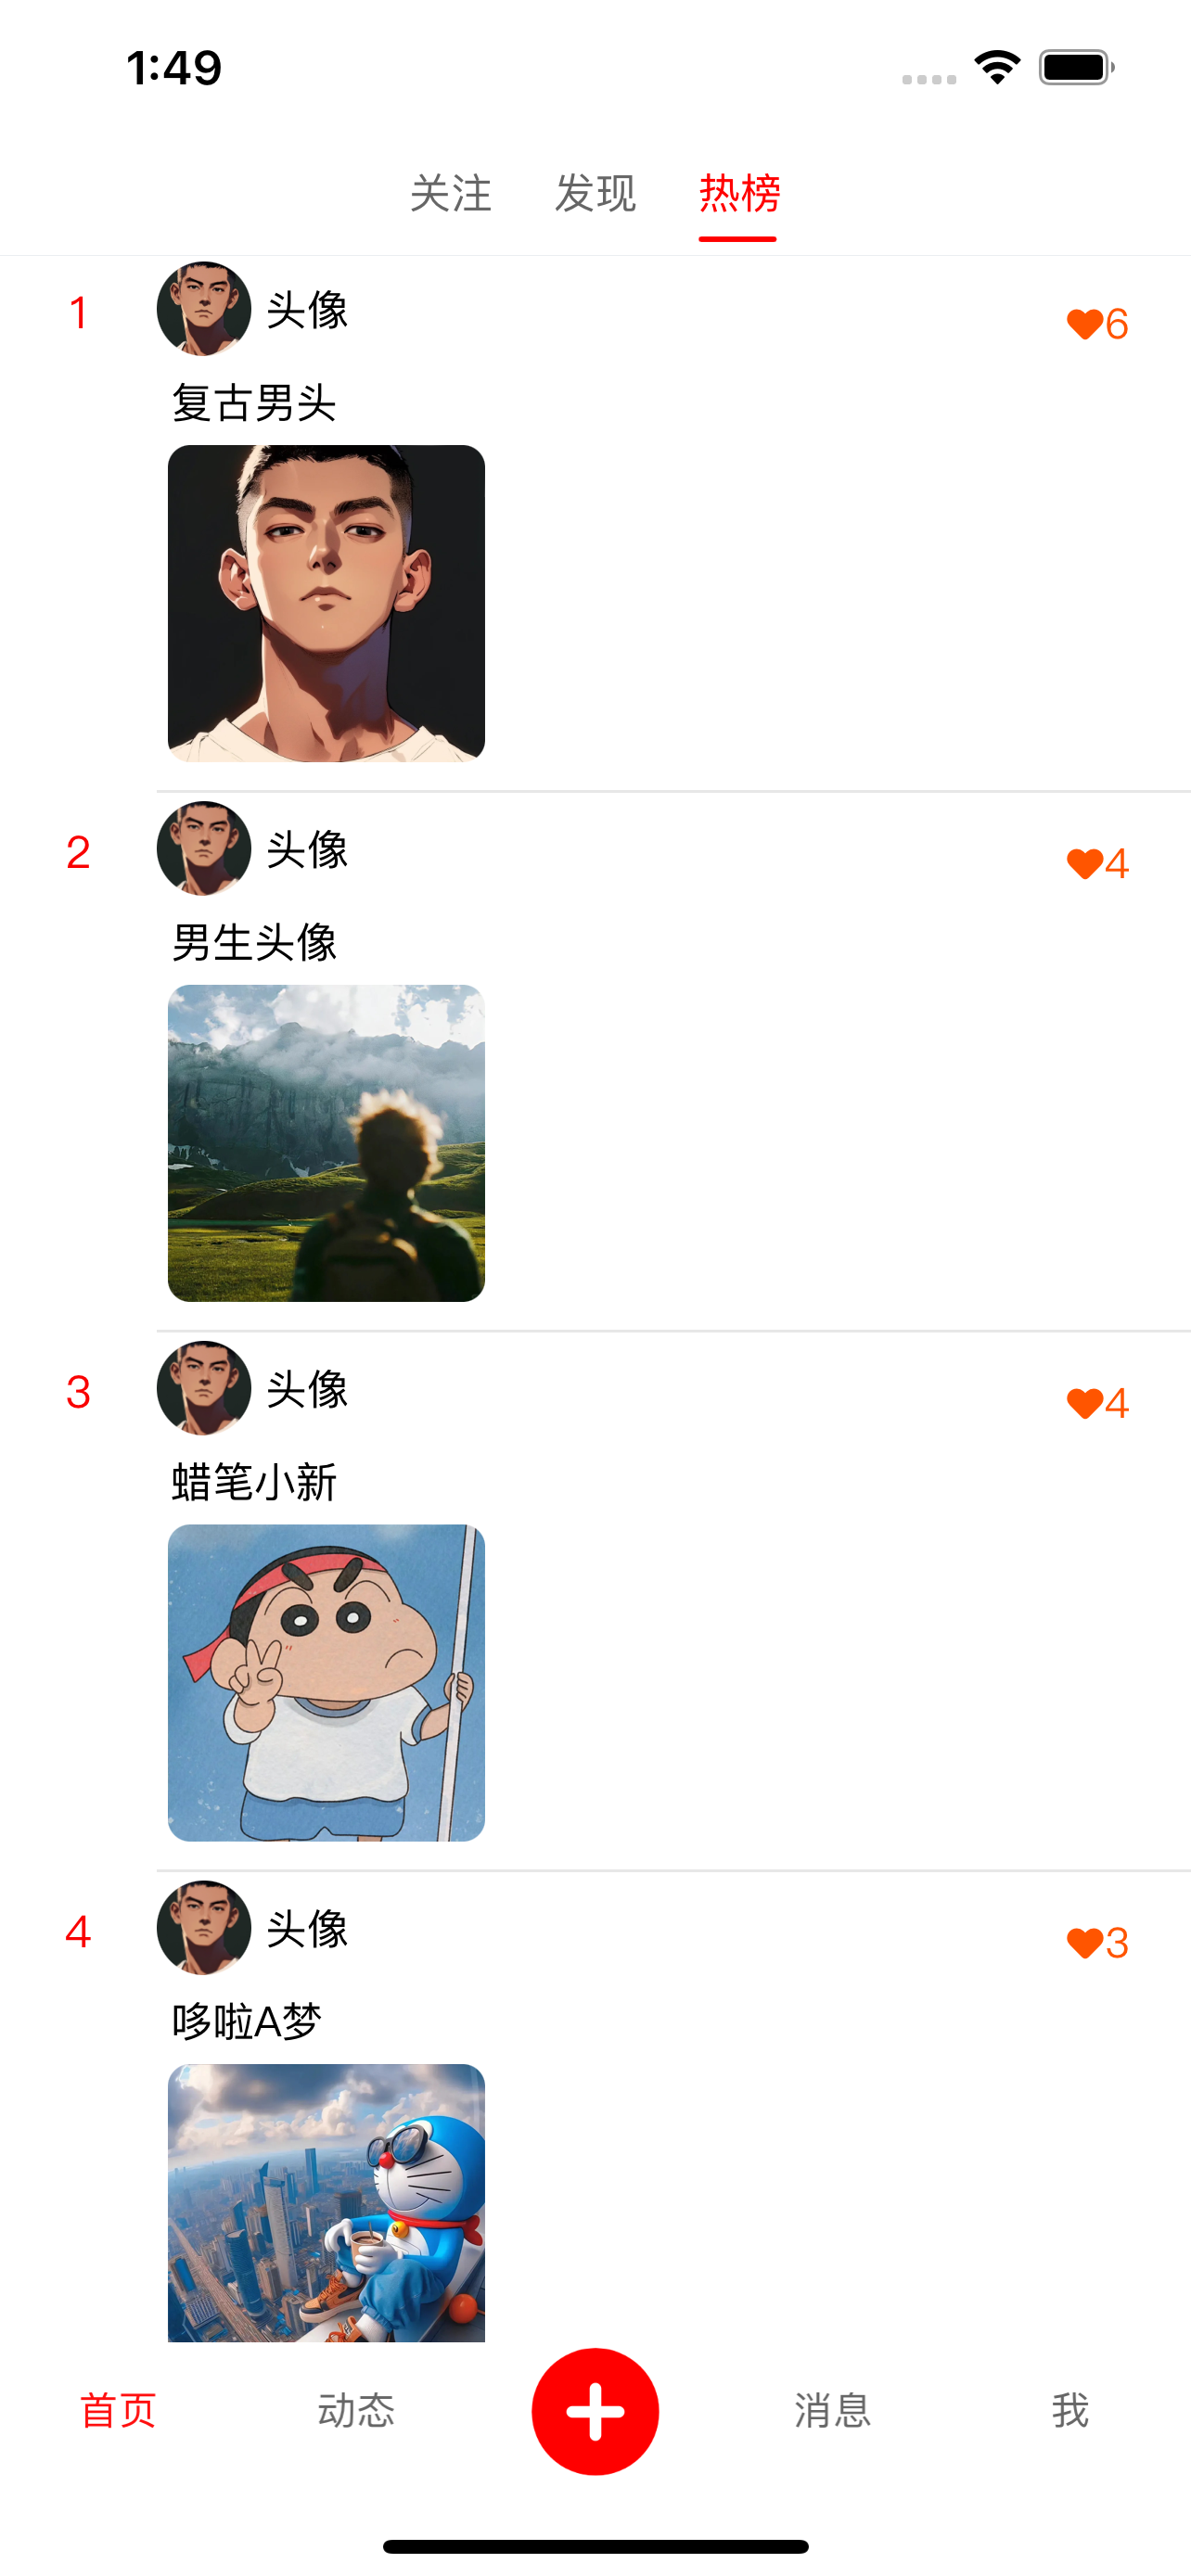 1:49
关注 发现 热榜
1 头像 6
复古男头
2 头像 4
男生头像
3 头像 4
蜡笔小新
4 头像 3
哆啦A梦
首页 动态 消息 我